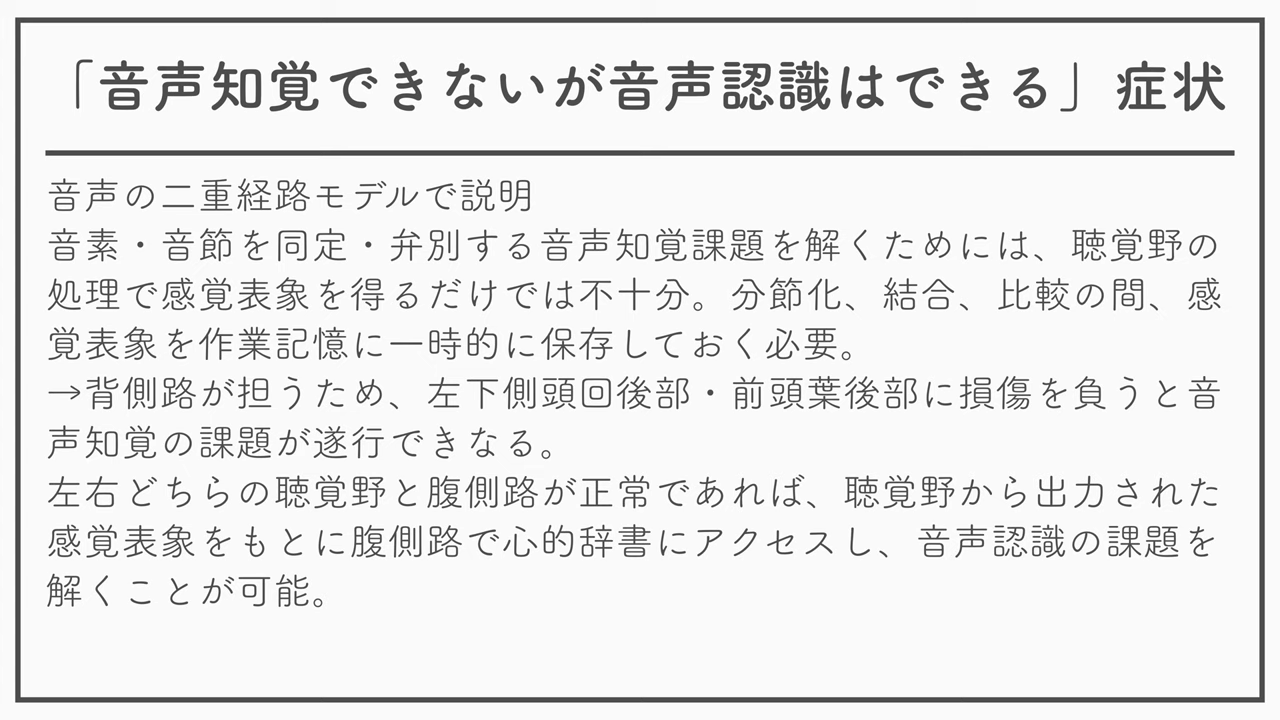 「音声知覚できないが音声認識はできる」症状
音声の二重経路モデルで説明
音素・音節を同定・弁別する音声知覚課題を解くためには、聴覚野の
処理で感覚表象を得るだけでは不十分。分節化、結合、比較の間、感
覚表象を作業記憶に一時的に保存しておく必要。
→背側路が担うため、左下側頭回後部・前頭葉後部に損傷を負うと音
声知覚の課題が遂行できなる。
左右どちらの聴覚野と腹側路が正常であれば、聴覚野から出力された
感覚表象をもとに腹側路で心的辞書にアクセスし、音声認識の課題を
解くことが可能。